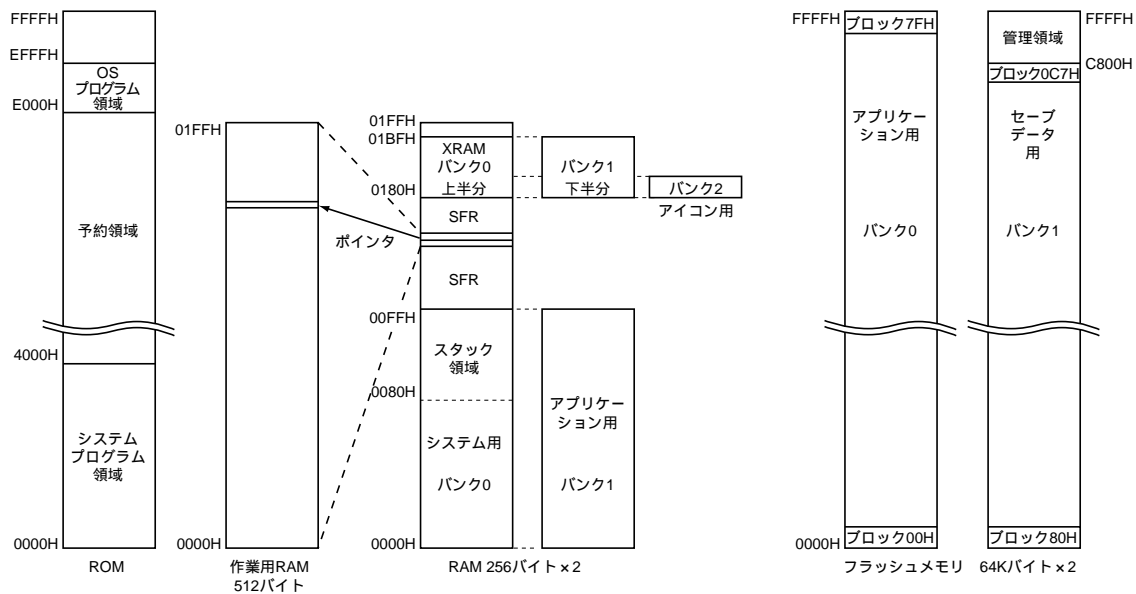 FFFFH
EFFFH
OS
プログラム
領域
E000H
予約領域
4000H
システム
プログラム
領域
0000H
ROM
01FFH
0000H
作業用RAM
512バイト
ポインタ
01FFH
01BFH
XRAM
バンク0
上半分
0180H
SFR
SFR
00FFH
スタック
領域
0080H
システム用
バンク0
0000H
バンク1
下半分
バンク2
アイコン用
アプリケー
ション用
バンク1
RAM 256バイト×2
FFFFH
ブロック7FH
アプリケー
ション用
バンク0
0000H
ブロック00H
FFFFH
管理領域
C800H
ブロック0C7H
セーブ
データ
用
バンク1
ブロック80H
フラッシュメモリ 64Kバイト×2